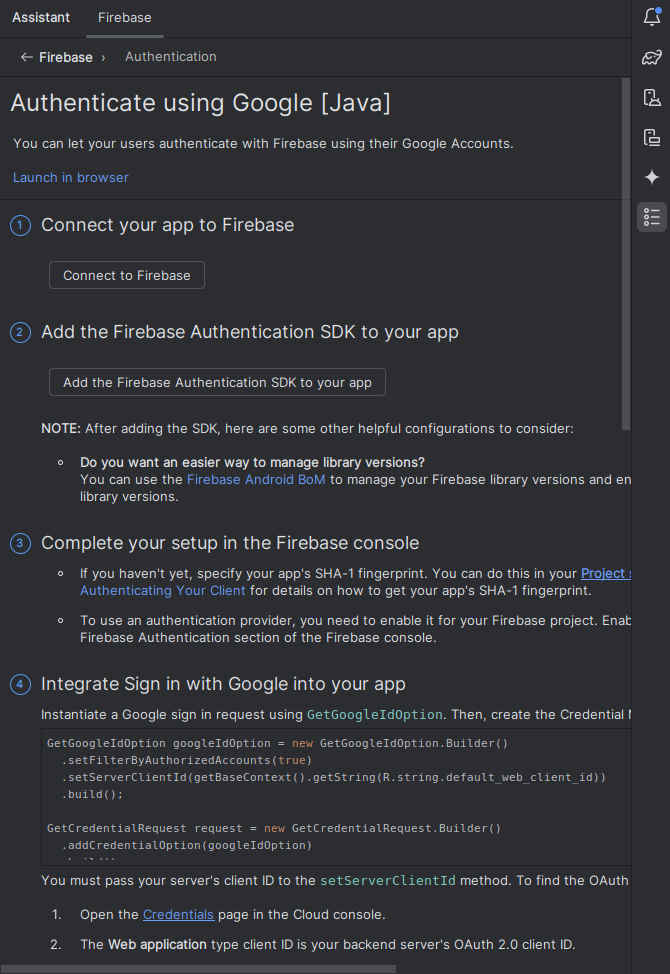 Assistant Firebase
← Firebase › Authentication
Authenticate using Google [Java]
You can let your users authenticate with Firebase using their Google Accounts.
Launch in browser
1 Connect your app to Firebase
Connect to Firebase
2 Add the Firebase Authentication SDK to your app
Add the Firebase Authentication SDK to your app
NOTE: After adding the SDK, here are some other helpful configurations to consider:
Do you want an easier way to manage library versions?
You can use the Firebase Android BoM to manage your Firebase library versions and en
library versions.
3 Complete your setup in the Firebase console
If you haven't yet, specify your app's SHA-1 fingerprint. You can do this in your Project s
Authenticating Your Client for details on how to get your app's SHA-1 fingerprint.
To use an authentication provider, you need to enable it for your Firebase project. Enab
Firebase Authentication section of the Firebase console.
4 Integrate Sign in with Google into your app
Instantiate a Google sign in request using GetGoogleIdOption. Then, create the Credential M
GetGoogleIdOption googleIdOption = new GetGoogleIdOption.Builder()
.setFilterByAuthorizedAccounts(true)
.setServerClientId(getBaseContext().getString(R.string.default_web_client_id))
.build();
GetCredentialRequest request = new GetCredentialRequest.Builder()
.addCredentialOption(googleIdOption)
You must pass your server's client ID to the setServerClientId method. To find the OAuth
1. Open the Credentials page in the Cloud console.
2. The Web application type client ID is your backend server's OAuth 2.0 client ID.